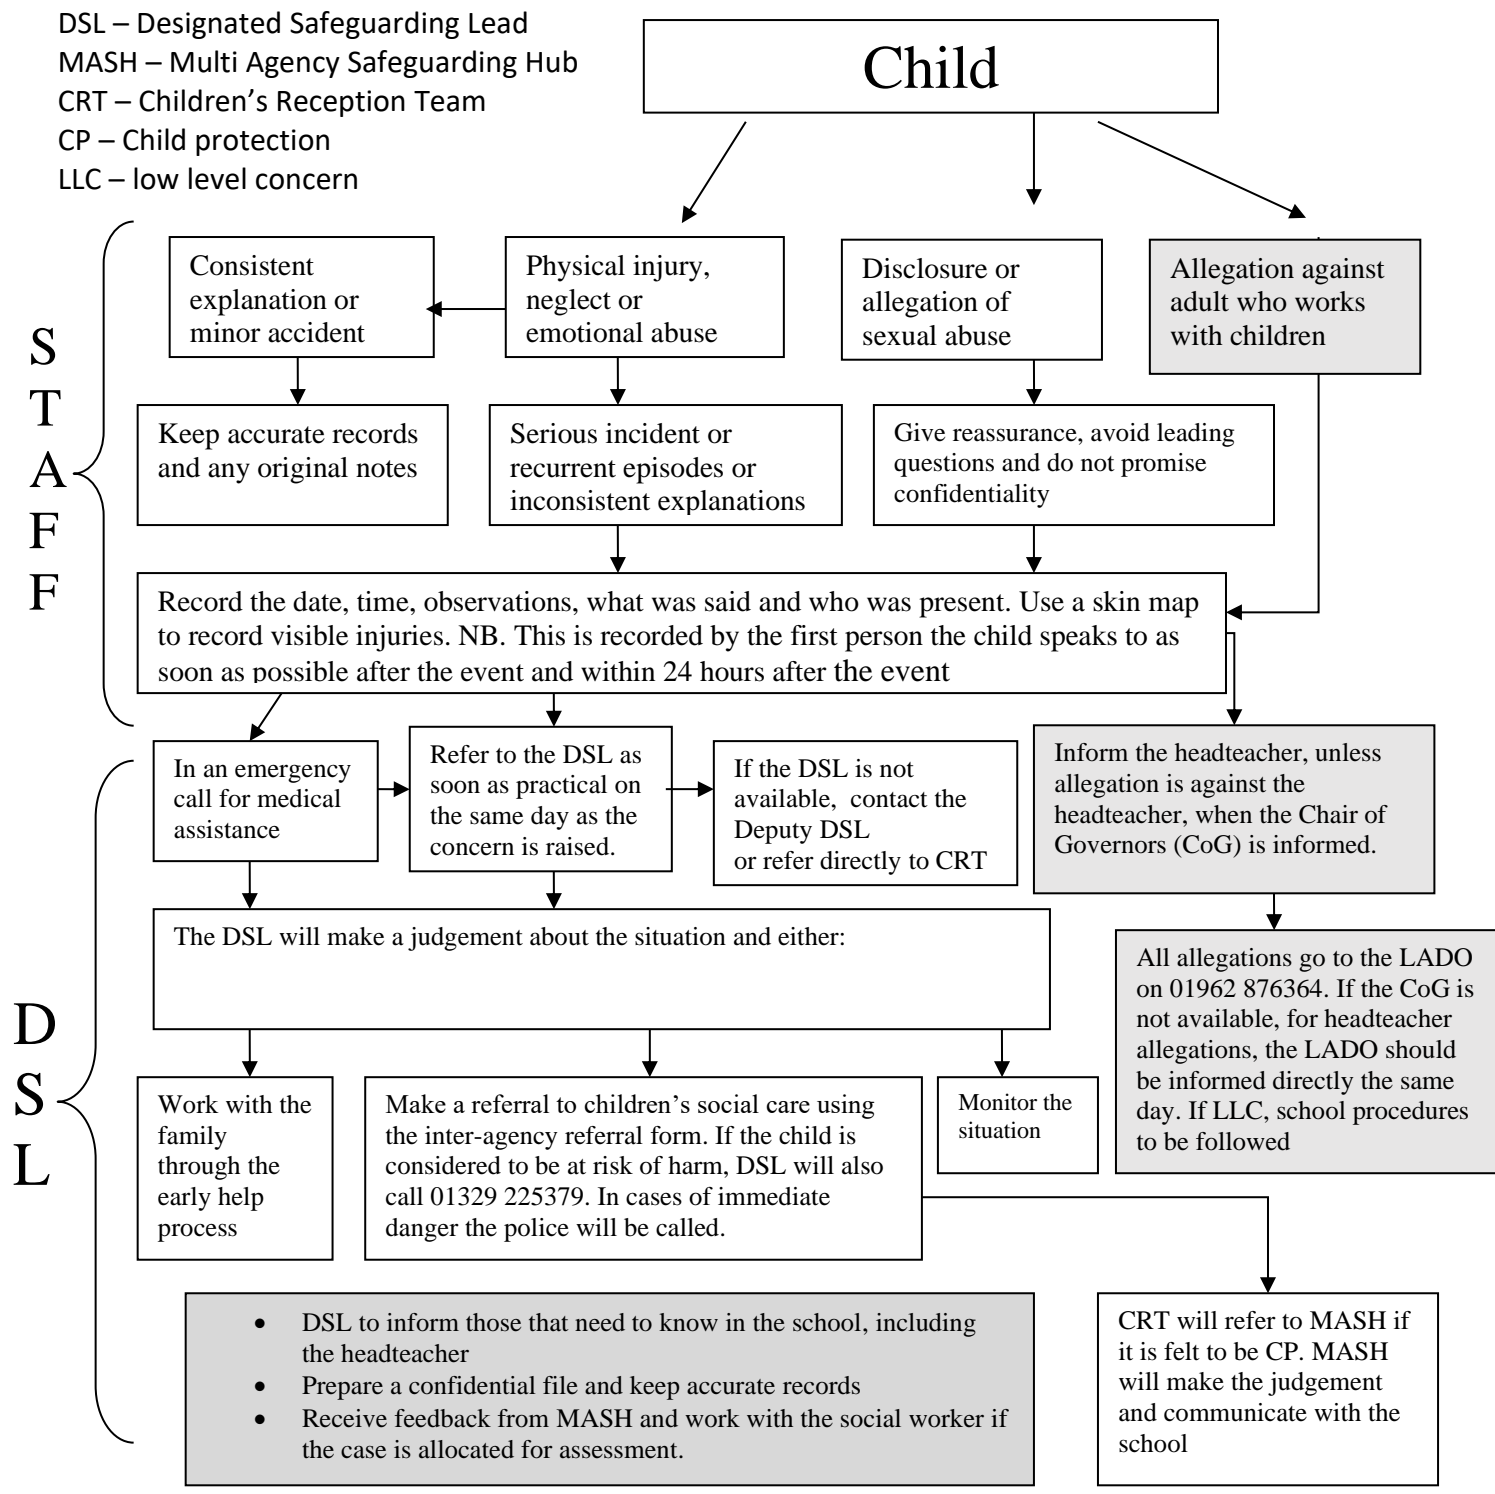 DSL – Designated Safeguarding Lead
MASH – Multi Agency Safeguarding Hub
CRT – Children’s Reception Team
CP – Child protection
LLC – low level concern
Child
S
T
A
F
F
Consistent
explanation or
minor accident
Physical injury,
neglect or
emotional abuse
Disclosure or
allegation of
sexual abuse
Allegation against
adult who works
with children
Keep accurate records
and any original notes
Serious incident or
recurrent episodes or
inconsistent explanations
Give reassurance, avoid leading
questions and do not promise
confidentiality
Record the date, time, observations, what was said and who was present. Use a skin map
to record visible injuries. NB. This is recorded by the first person the child speaks to as
soon as possible after the event and within 24 hours after the event
D
S
L
In an emergency
call for medical
assistance
Refer to the DSL as
soon as practical on
the same day as the
concern is raised.
If the DSL is not
available, contact the
Deputy DSL
or refer directly to CRT
Inform the headteacher, unless
allegation is against the
headteacher, when the Chair of
Governors (CoG) is informed.
The DSL will make a judgement about the situation and either:
All allegations go to the LADO
on 01962 876364. If the CoG is
not available, for headteacher
allegations, the LADO should
be informed directly the same
day. If LLC, school procedures
to be followed
Work with the
family
through the
early help
process
Make a referral to children’s social care using
the inter-agency referral form. If the child is
considered to be at risk of harm, DSL will also
call 01329 225379. In cases of immediate
danger the police will be called.
Monitor the
situation
• DSL to inform those that need to know in the school, including
the headteacher
• Prepare a confidential file and keep accurate records
• Receive feedback from MASH and work with the social worker if
the case is allocated for assessment.
CRT will refer to MASH if
it is felt to be CP. MASH
will make the judgement
and communicate with the
school